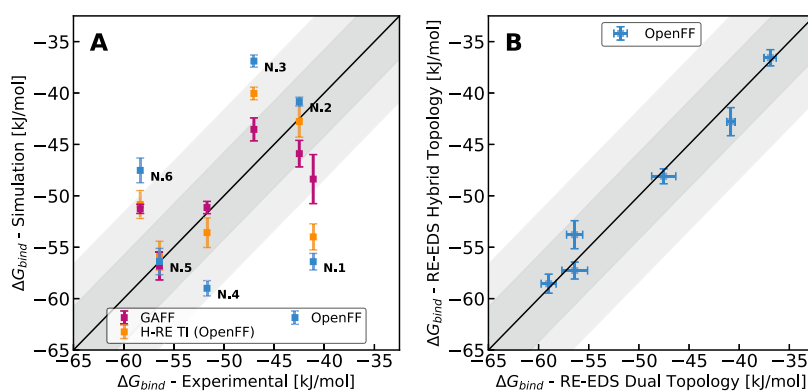 A
ΔG_bind - Simulation [kJ/mol]
−35
−40
−45
−50
−55
−60
−65
N.3
N.2
N.6
N.5
N.4
N.1
GAFF
H-RE TI (OpenFF)
OpenFF
−65 −60 −55 −50 −45 −40 −35
ΔG_bind - Experimental [kJ/mol]
B
OpenFF
ΔG_bind - RE-EDS Hybrid Topology [kJ/mol]
−35
−40
−45
−50
−55
−60
−65
−65 −60 −55 −50 −45 −40 −35
ΔG_bind - RE-EDS Dual Topology [kJ/mol]